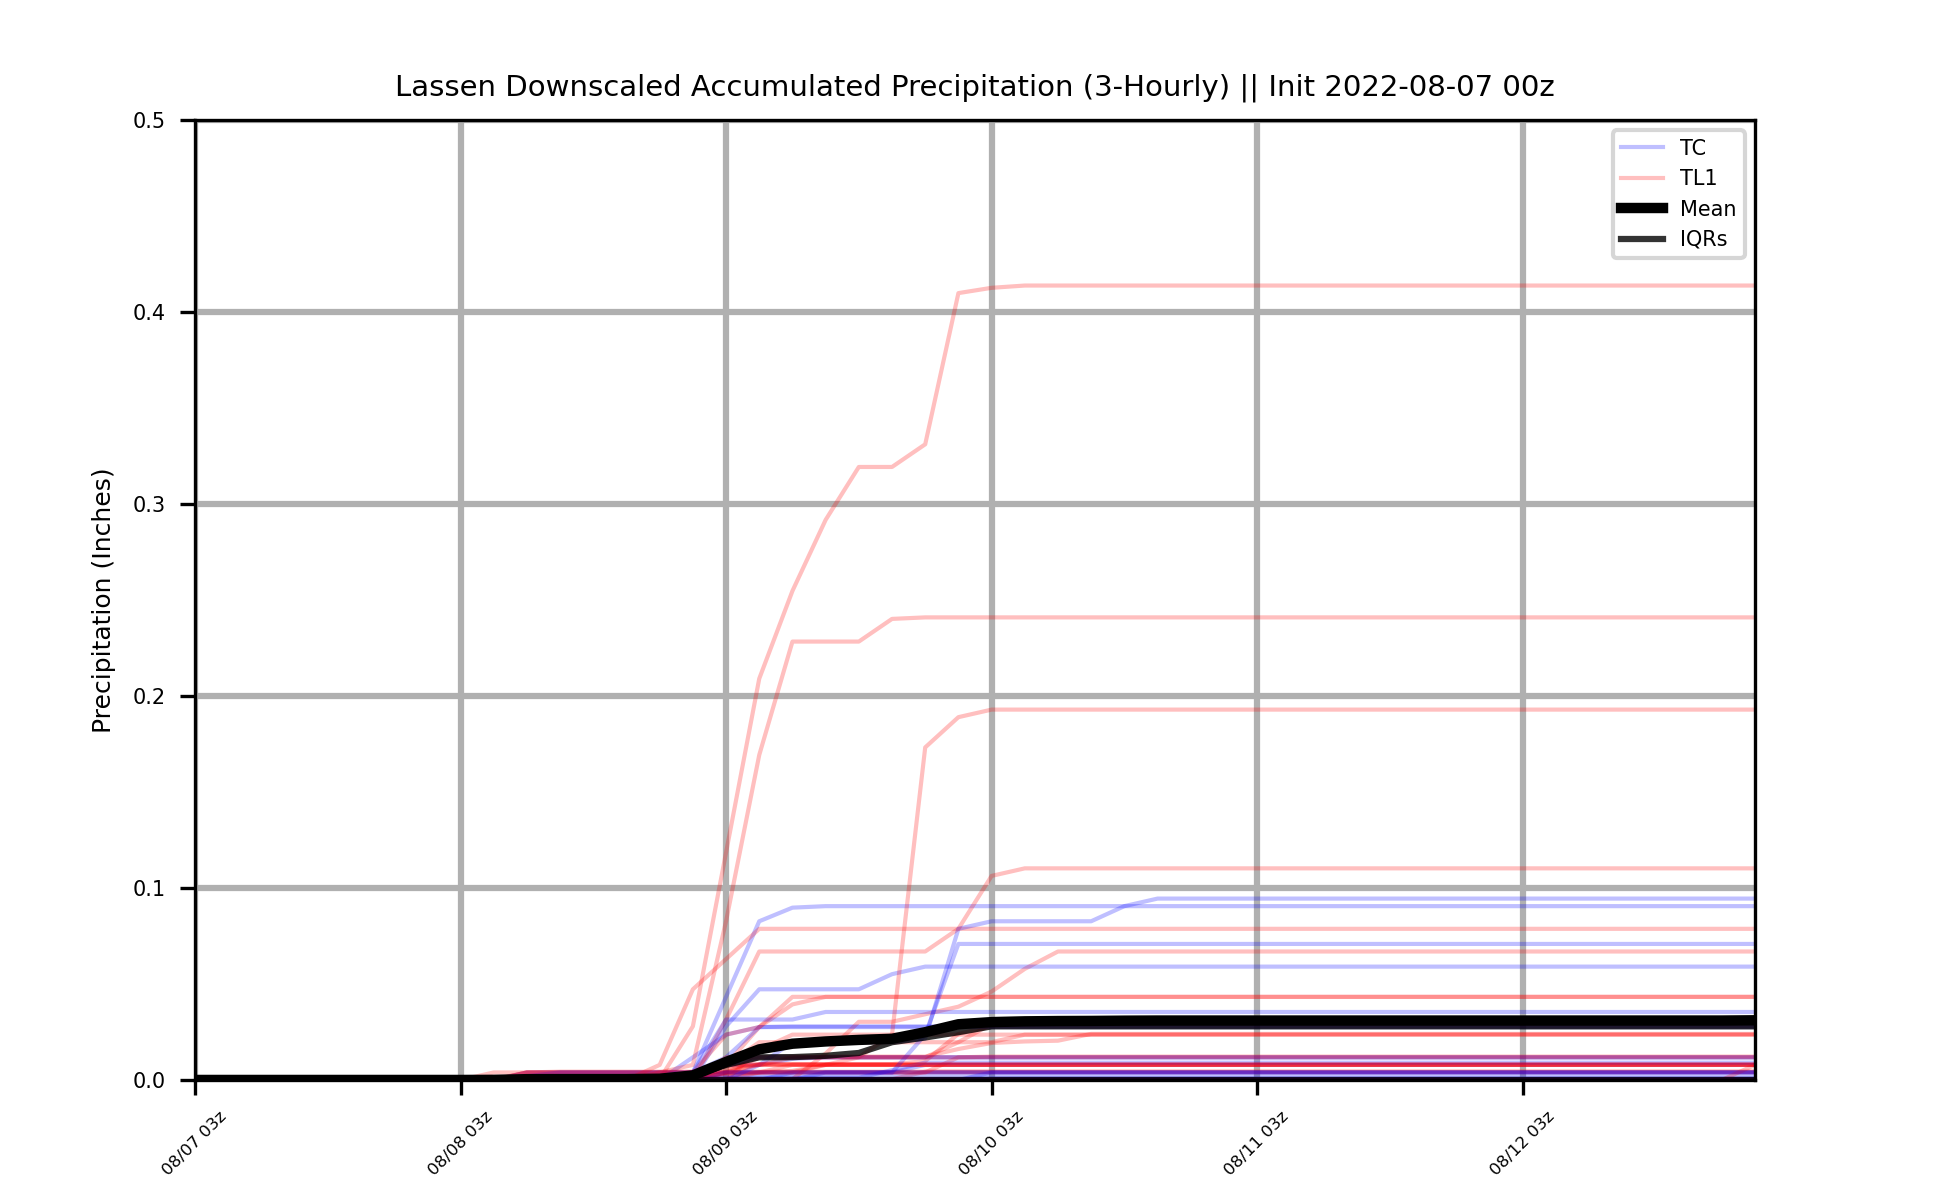 Lassen Downscaled Accumulated Precipitation (3-Hourly) || Init 2022-08-07 00z
TC
TL1
Mean
IQRs
Precipitation (Inches)
0.5
0.4
0.3
0.2
0.1
0.0
08/07 03z
08/08 03z
08/09 03z
08/10 03z
08/11 03z
08/12 03z